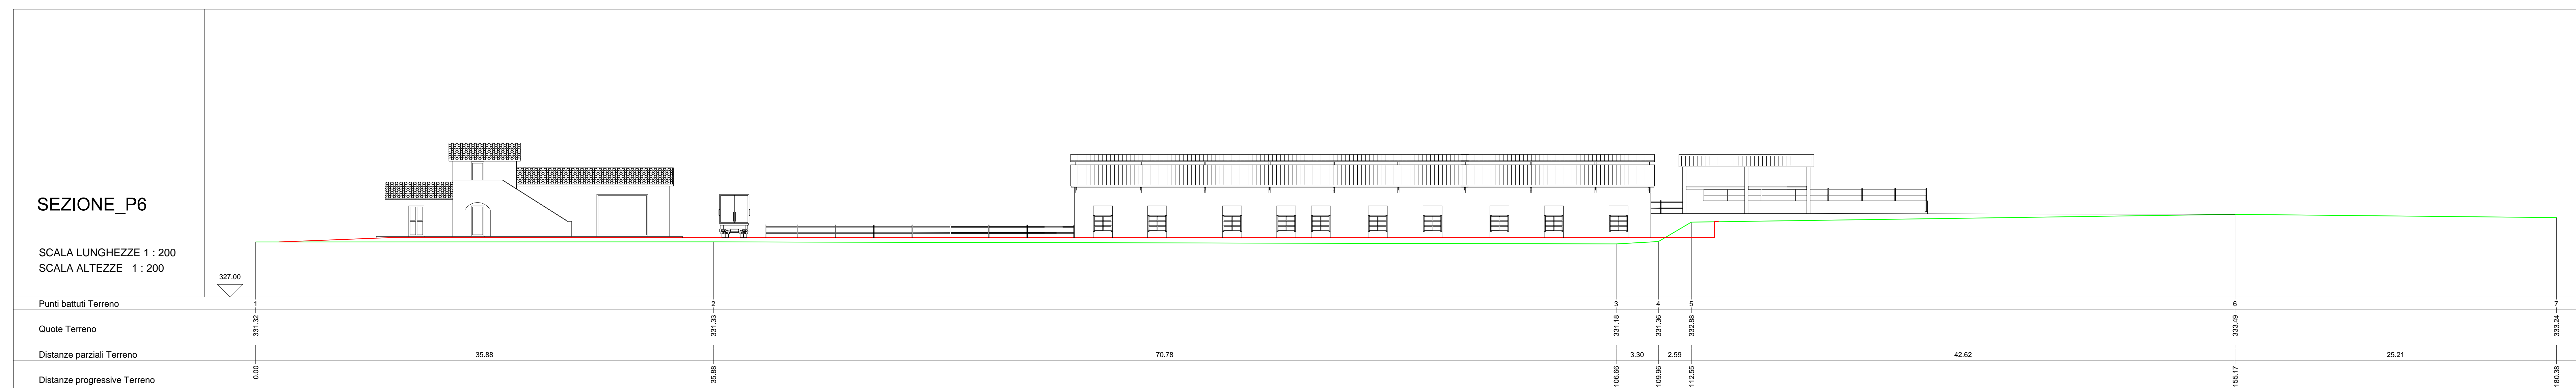 SEZIONE_P6
SCALA LUNGHEZZE 1 : 200
SCALA ALTEZZE 1 : 200
327.00
Punti battuti Terreno 1 2 3 4 5 6 7
Quote Terreno 331.32 331.33 331.18 331.36 332.88 333.49 333.24
Distanze parziali Terreno 35.88 70.78 3.30 2.59 42.62 25.21
Distanze progressive Terreno 0.00 35.88 106.66 109.96 112.55 155.17 180.38